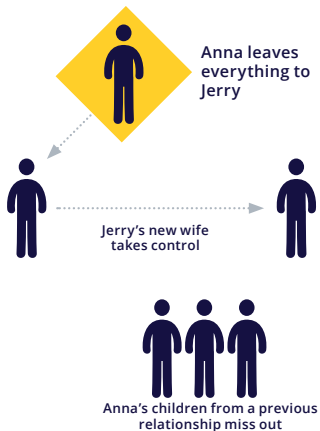 Anna leaves
everything to
Jerry
Jerry’s new wife
takes control
Anna’s children from a previous
relationship miss out